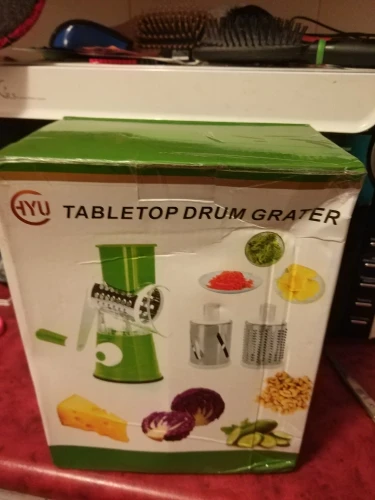 HYU
TABLETOP DRUM GRATER